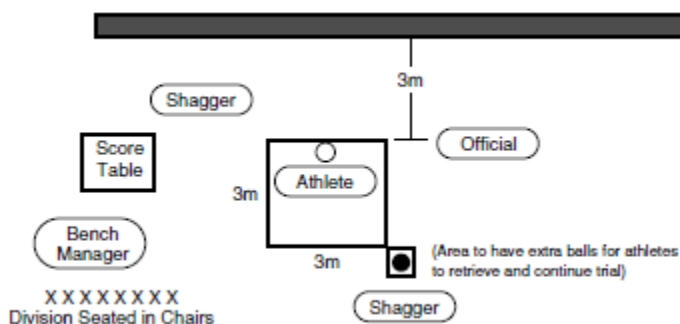 3m
Shagger
Official
Score
Table
Athlete
3m
Bench
Manager
3m
(Area to have extra balls for athletes
to retrieve and continue trial)
X X X X X X X X
Division Seated in Chairs
Shagger